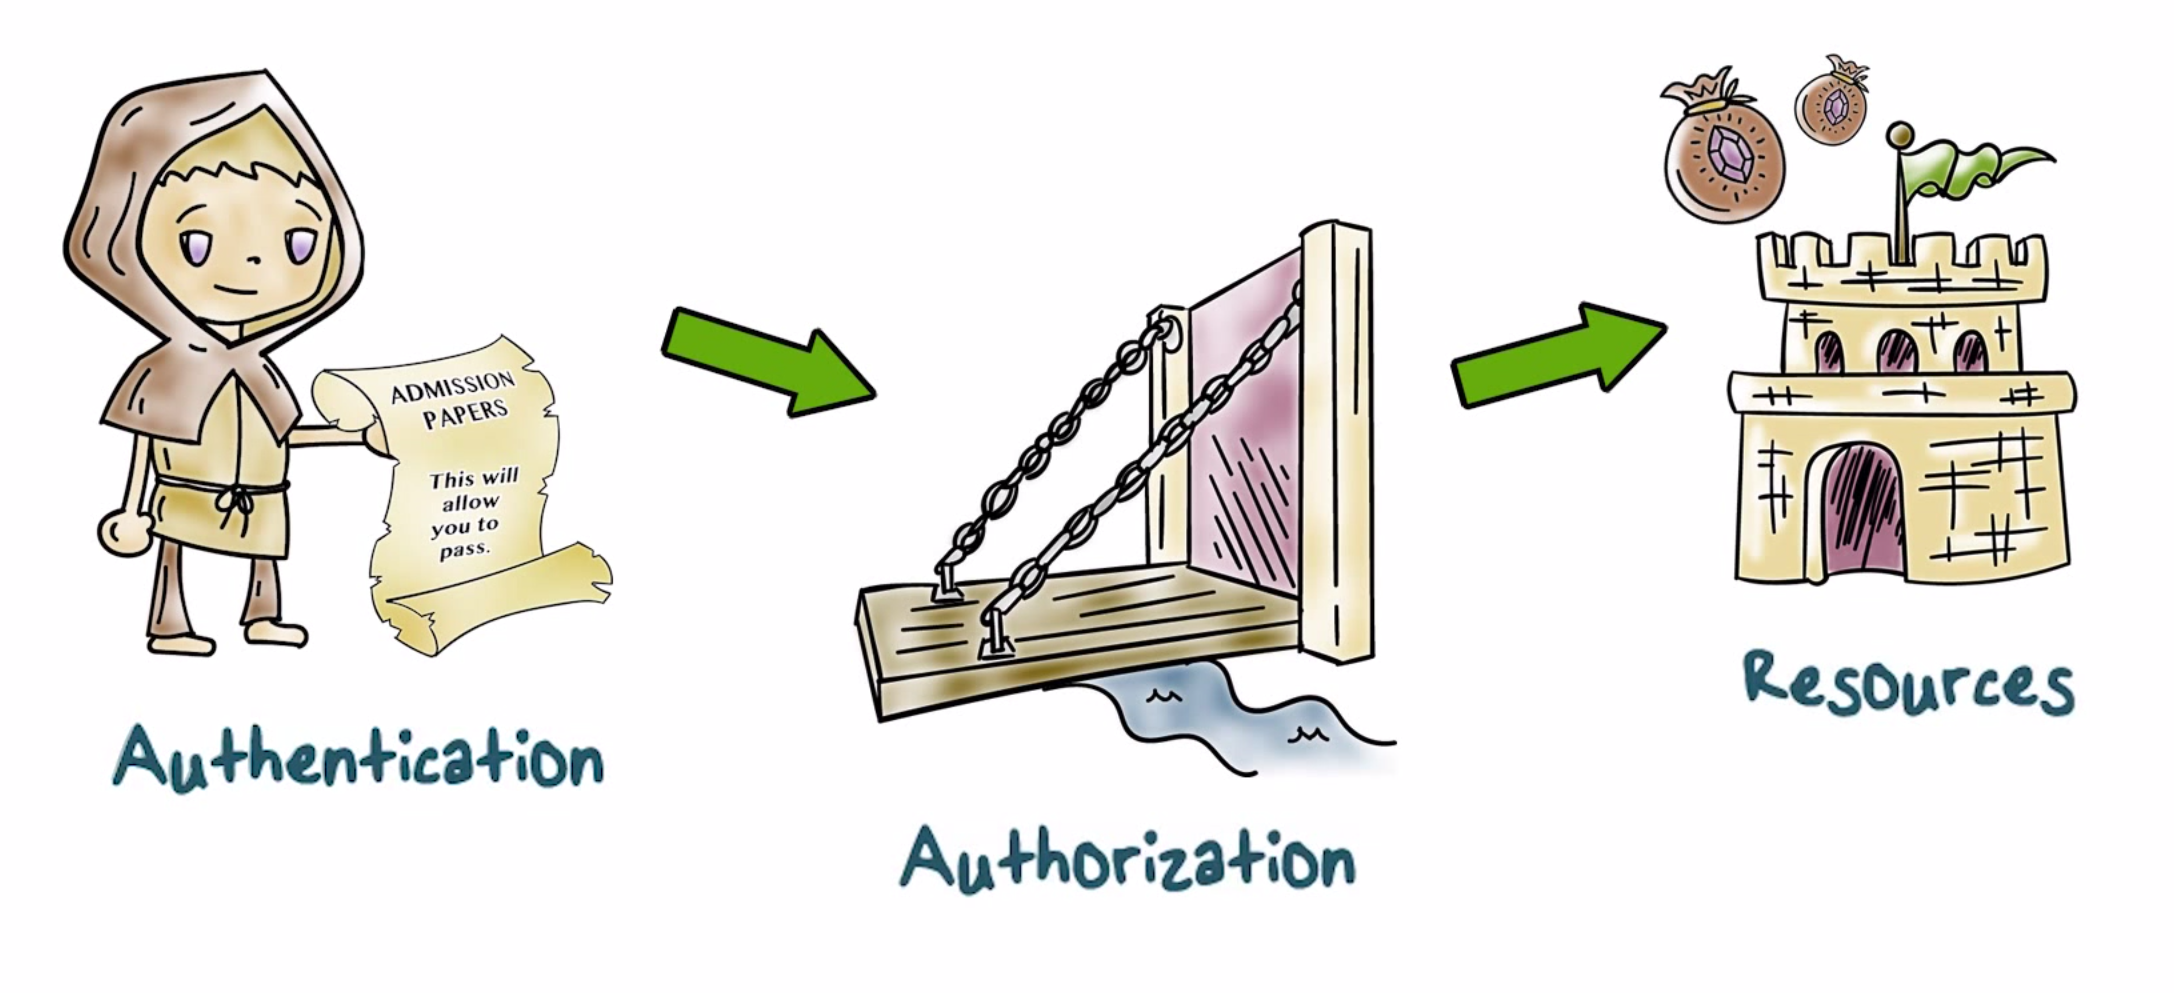 ADMISSION
PAPERS
This will
allow
you to
pass.
Authentication
Authorization
Resources